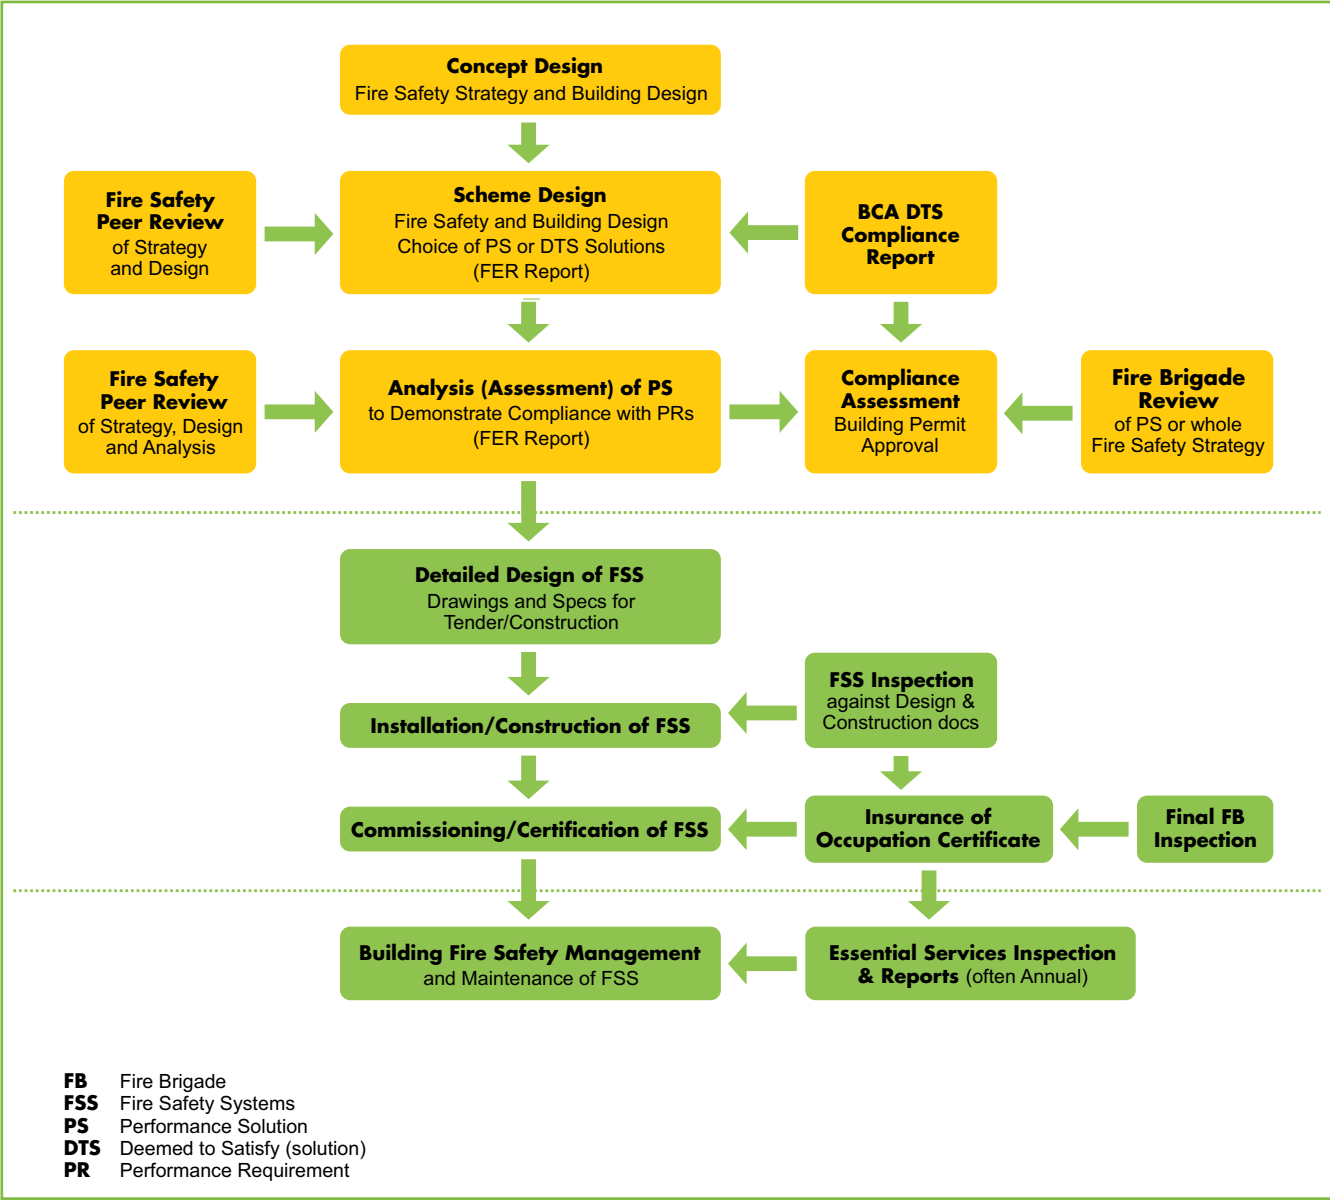 Concept Design
Fire Safety Strategy and Building Design
Fire Safety
Peer Review
of Strategy
and Design
Scheme Design
Fire Safety and Building Design
Choice of PS or DTS Solutions
(FER Report)
BCA DTS
Compliance
Report
Fire Safety
Peer Review
of Strategy, Design
and Analysis
Analysis (Assessment) of PS
to Demonstrate Compliance with PRs
(FER Report)
Compliance
Assessment
Building Permit
Approval
Fire Brigade
Review
of PS or whole
Fire Safety Strategy
Detailed Design of FSS
Drawings and Specs for
Tender/Construction
FSS Inspection
against Design &
Construction docs
Installation/Construction of FSS
Commissioning/Certification of FSS
Insurance of
Occupation Certificate
Final FB
Inspection
Building Fire Safety Management
and Maintenance of FSS
Essential Services Inspection
& Reports (often Annual)
FB Fire Brigade
FSS Fire Safety Systems
PS Performance Solution
DTS Deemed to Satisfy (solution)
PR Performance Requirement